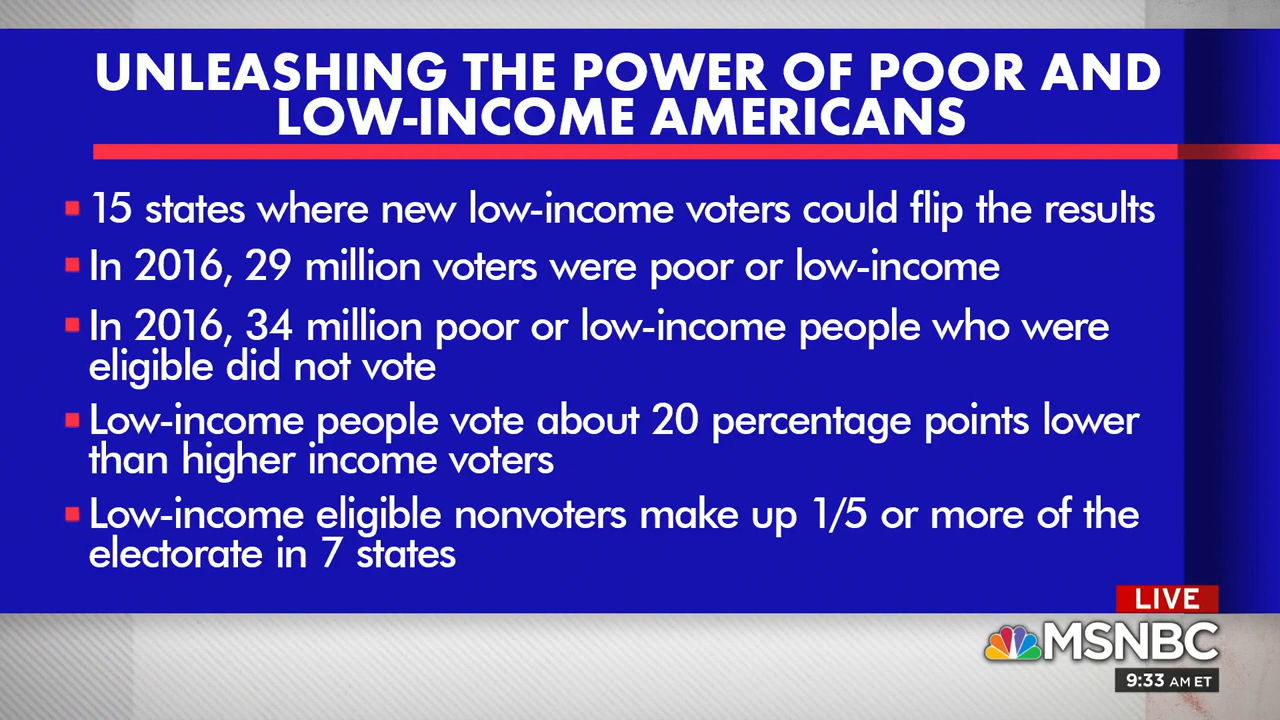 UNLEASHING THE POWER OF POOR AND
LOW-INCOME AMERICANS
15 states where new low-income voters could flip the results
In 2016, 29 million voters were poor or low-income
In 2016, 34 million poor or low-income people who were
eligible did not vote
Low-income people vote about 20 percentage points lower
than higher income voters
Low-income eligible nonvoters make up 1/5 or more of the
electorate in 7 states
LIVE
MSNBC
9:33 AM ET